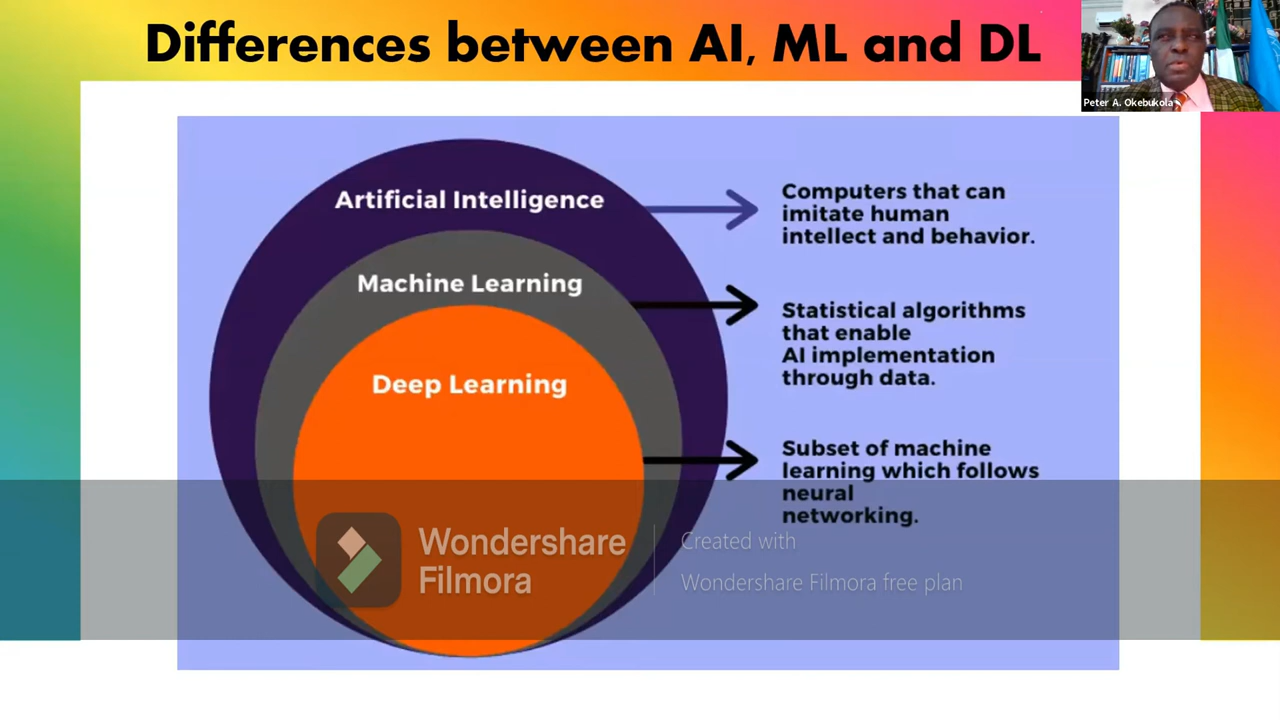 Differences between AI, ML and DL
Peter A. Okebukola
Artificial Intelligence
Computers that can
imitate human
intellect and behavior.
Machine Learning
Statistical algorithms
that enable
AI implementation
through data.
Deep Learning
Subset of machine
learning which follows
neural
networking.
Wondershare
Filmora
Created with
Wondershare Filmora free plan